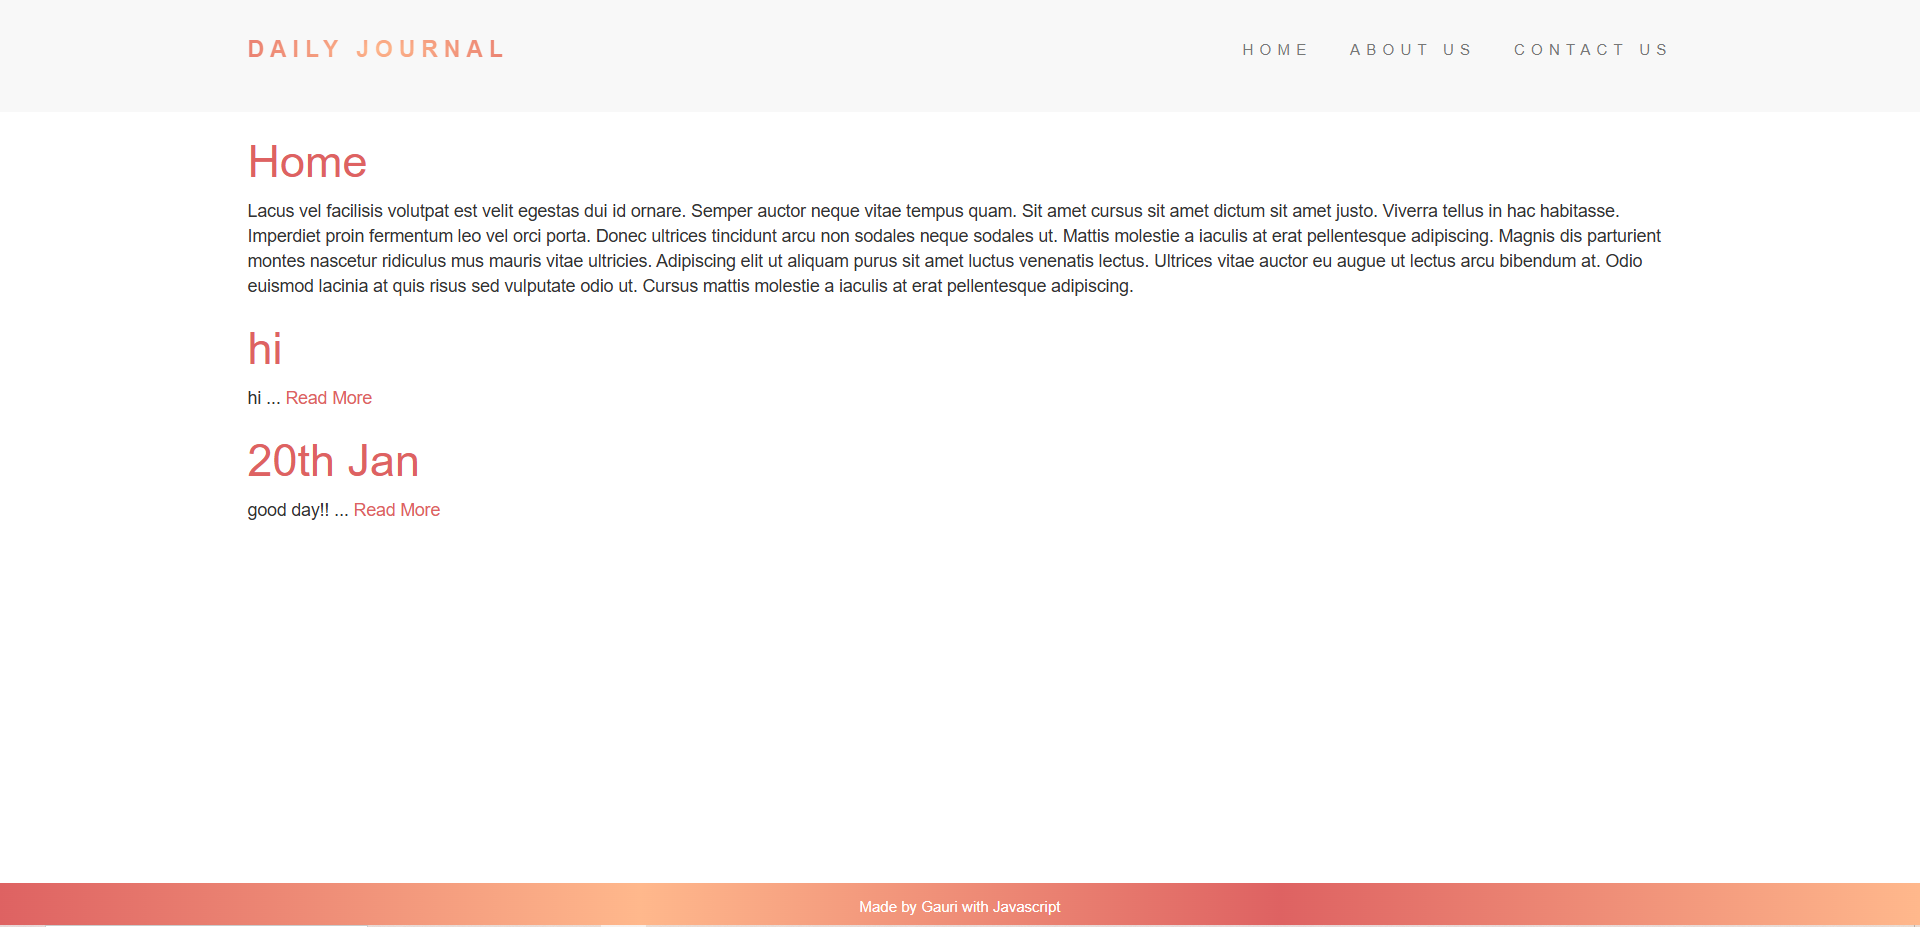 DAILY JOURNAL
HOME ABOUT US CONTACT US
Home
Lacus vel facilisis volutpat est velit egestas dui id ornare. Semper auctor neque vitae tempus quam. Sit amet cursus sit amet dictum sit amet justo. Viverra tellus in hac habitasse.
Imperdiet proin fermentum leo vel orci porta. Donec ultrices tincidunt arcu non sodales neque sodales ut. Mattis molestie a iaculis at erat pellentesque adipiscing. Magnis dis parturient
montes nascetur ridiculus mus mauris vitae ultricies. Adipiscing elit ut aliquam purus sit amet luctus venenatis lectus. Ultrices vitae auctor eu augue ut lectus arcu bibendum at. Odio
euismod lacinia at quis risus sed vulputate odio ut. Cursus mattis molestie a iaculis at erat pellentesque adipiscing.
hi
hi ... Read More
20th Jan
good day!! ... Read More
Made by Gauri with Javascript